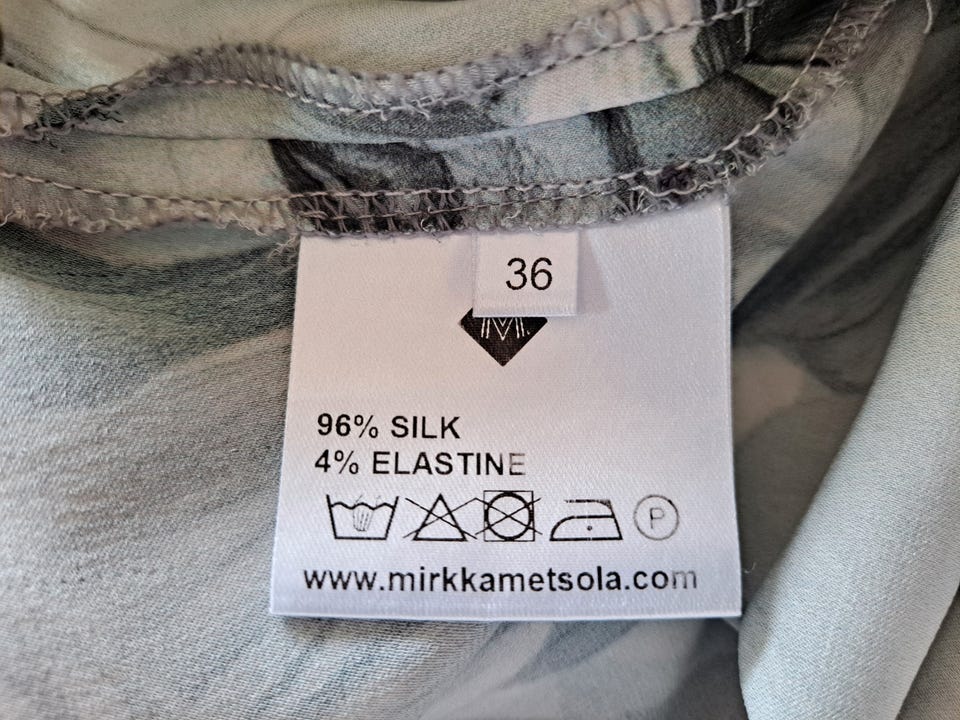 36
M
96% SILK
4% ELASTINE
P
www.mirkkametsola.com